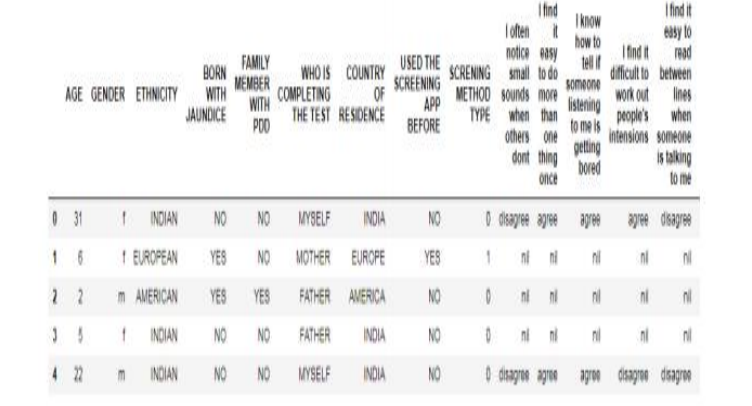 AGE GENDER ETHNICITY BORN WITH JAUNDICE FAMILY MEMBER WITH PDD WHO IS COMPLETING THE TEST COUNTRY OF RESIDENCE USED THE SCREENING APP BEFORE SCRENING METHOD TYPE I often notice small sounds when others dont I find it easy to do more than one thing once I know how to tell if someone listening to me is getting bored I find it difficult to work out people's intensions I find it easy to read between lines when someone is talking to me
0 31 f INDIAN NO NO MYSELF INDIA NO 0 disagree agree agree agree disagree
1 6 f EUROPEAN YES NO MOTHER EUROPE YES 1 nil nil nil nil nil
2 2 m AMERICAN YES YES FATHER AMERICA NO 0 nil nil nil nil nil
3 5 f INDIAN NO NO FATHER INDIA NO 0 nil nil nil nil nil
4 22 m INDIAN NO NO MYSELF INDIA NO 0 disagree agree agree disagree disagree